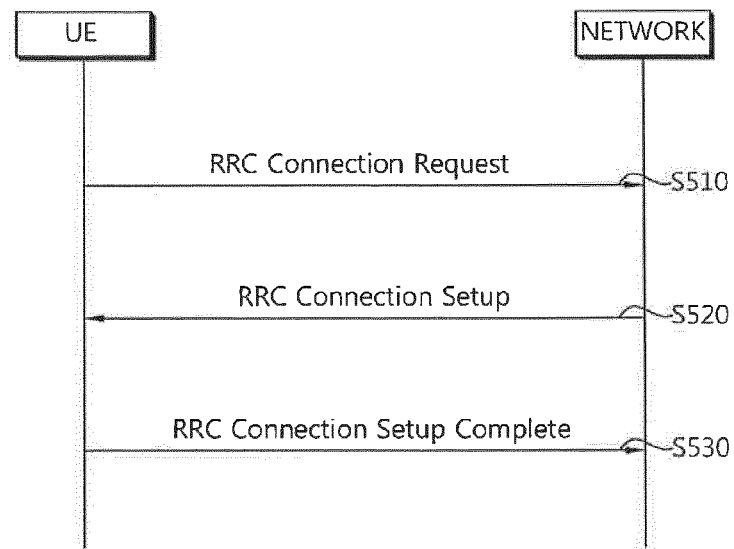 UE
NETWORK
RRC Connection Request
S510
RRC Connection Setup
S520
RRC Connection Setup Complete
S530